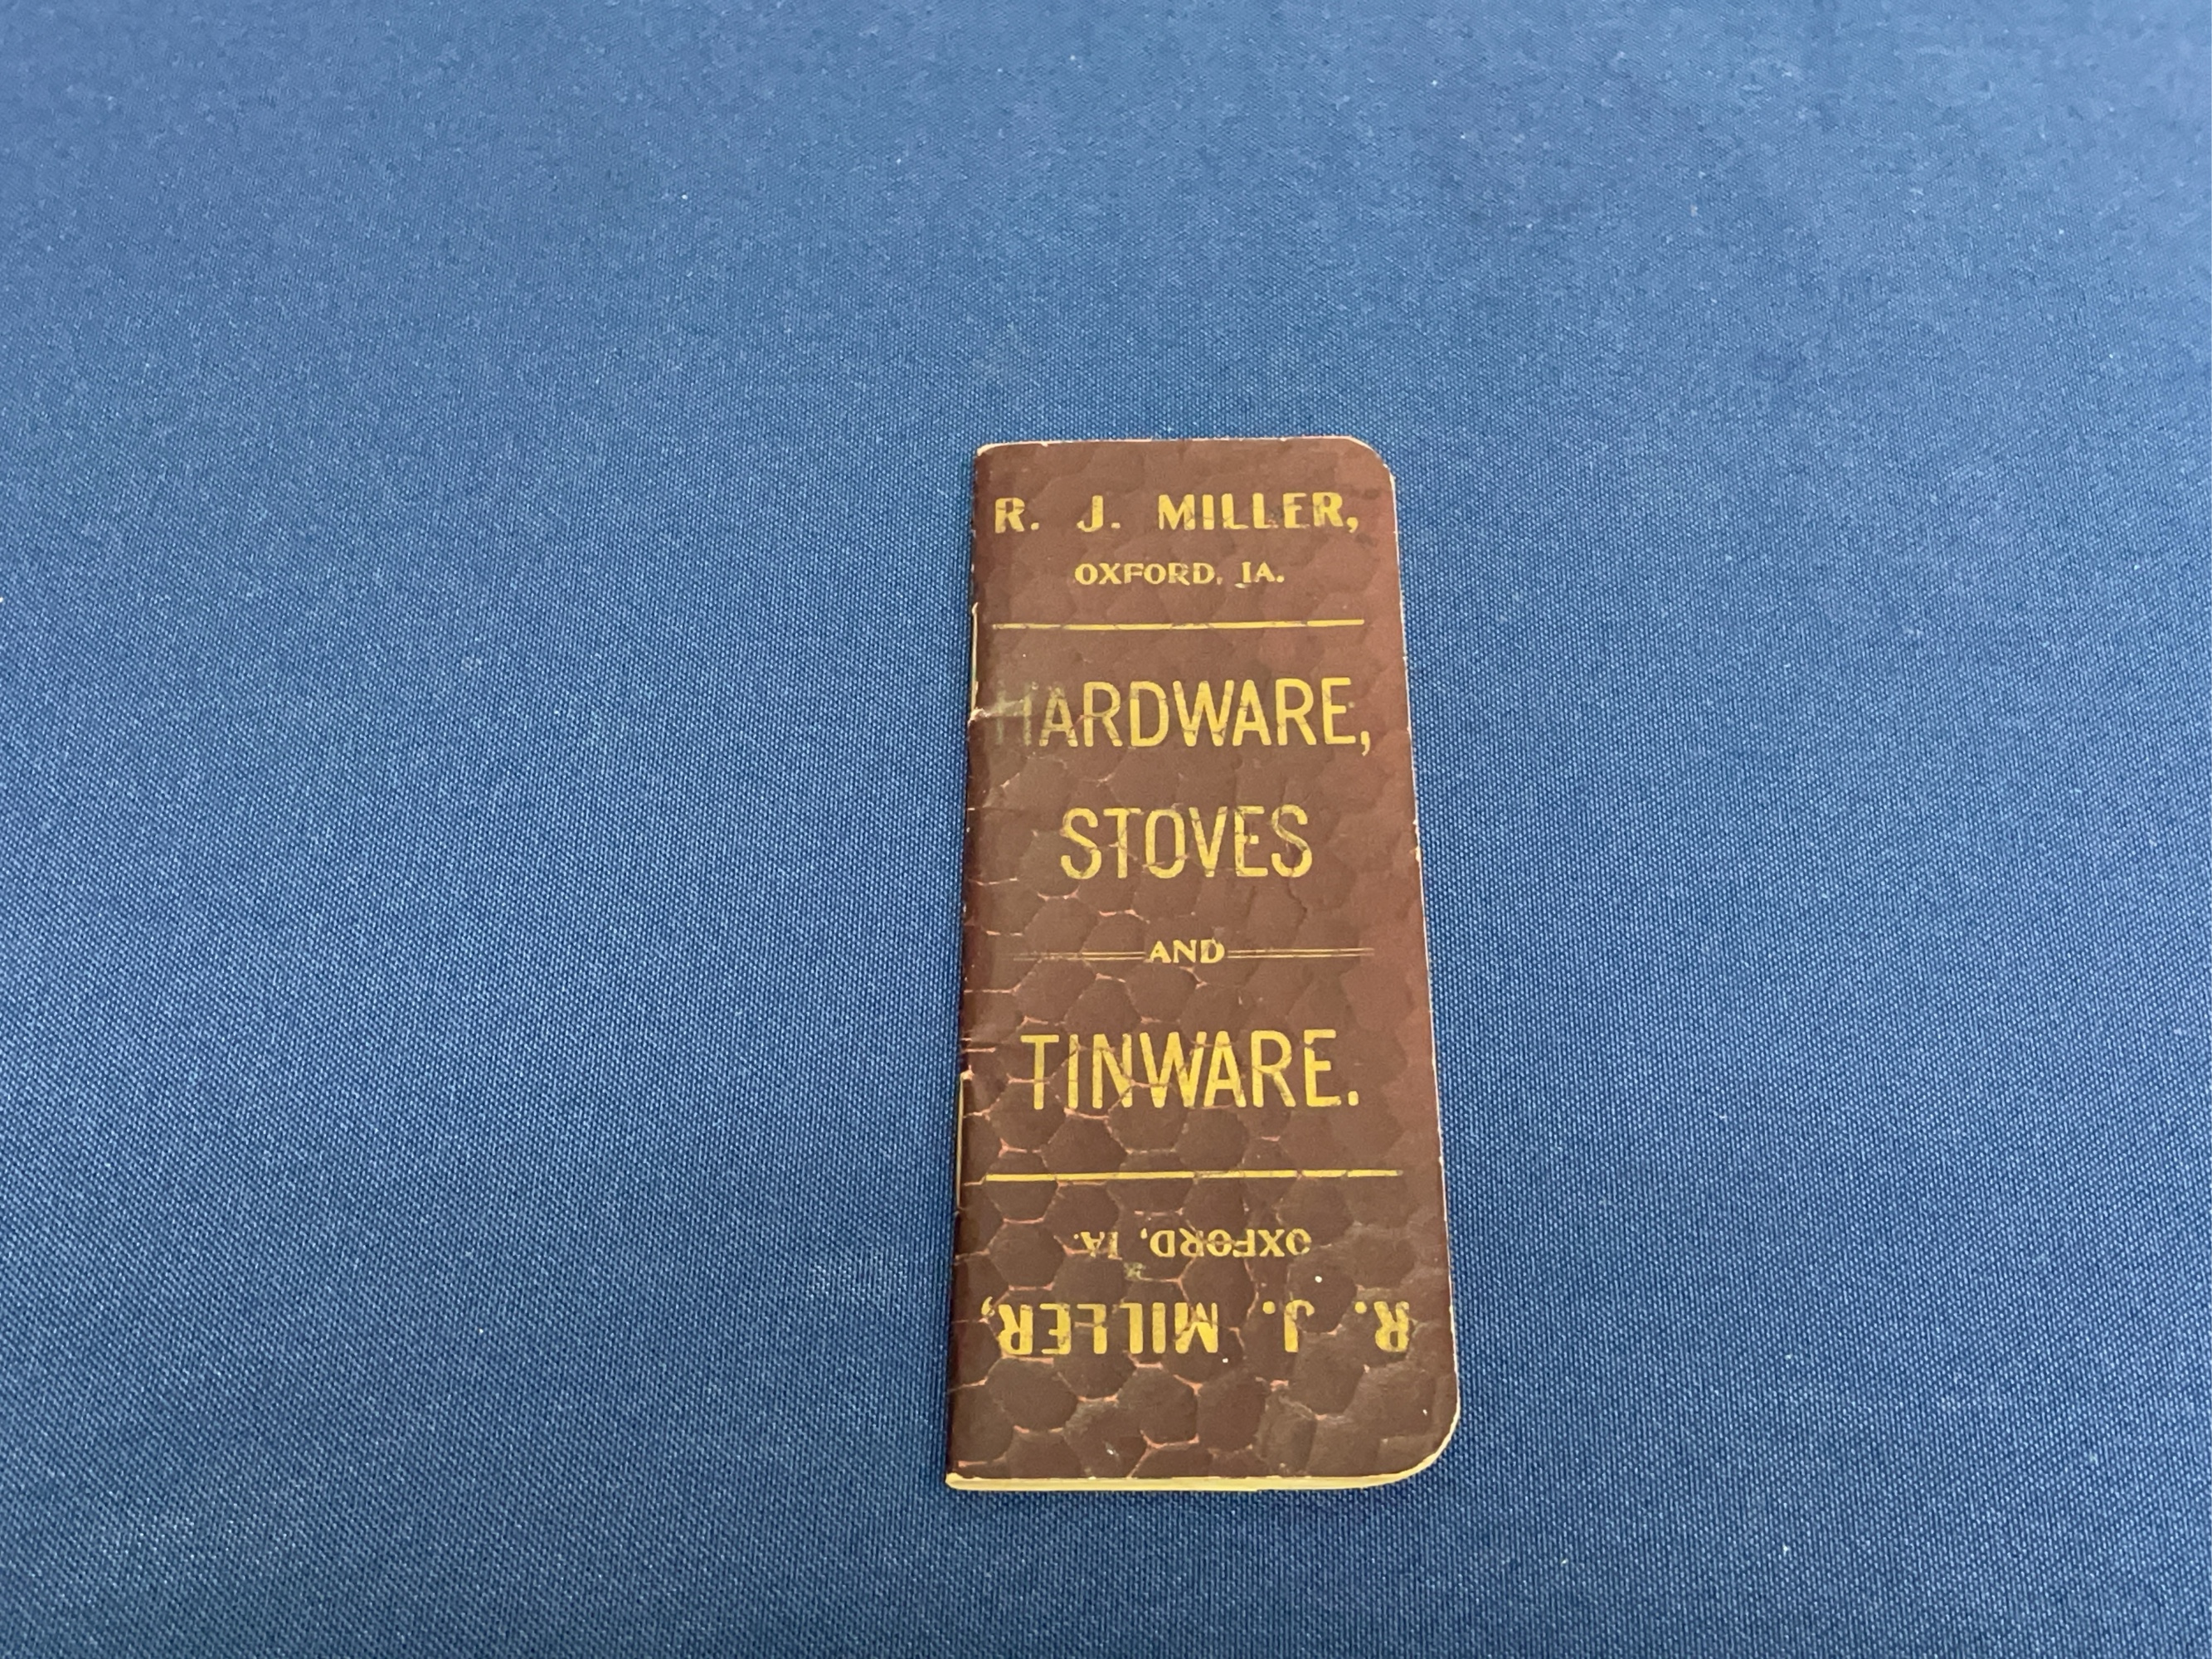 R. J. MILLER,
OXFORD, IA.
HARDWARE,
STOVES
AND
TINWARE.
OXFORD, IA.
R. J. MILLER,